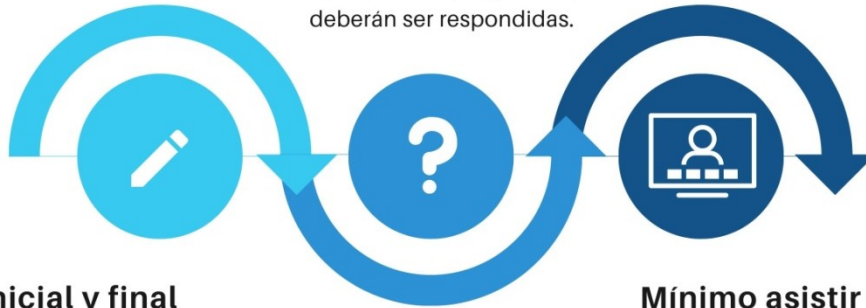 deberán ser respondidas.
?
nicial y final
Mínimo asistir